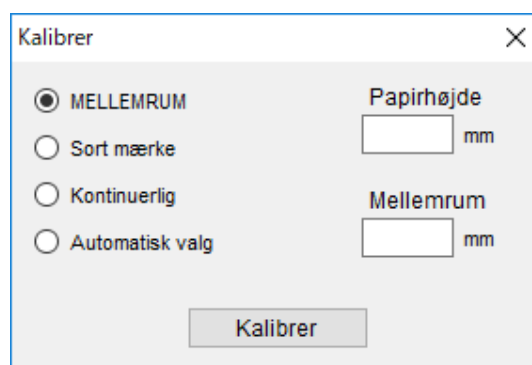 Kalibrer
MELLEMRUM
Sort mærke
Kontinuerlig
Automatisk valg
Papirhøjde
mm
Mellemrum
mm
Kalibrer